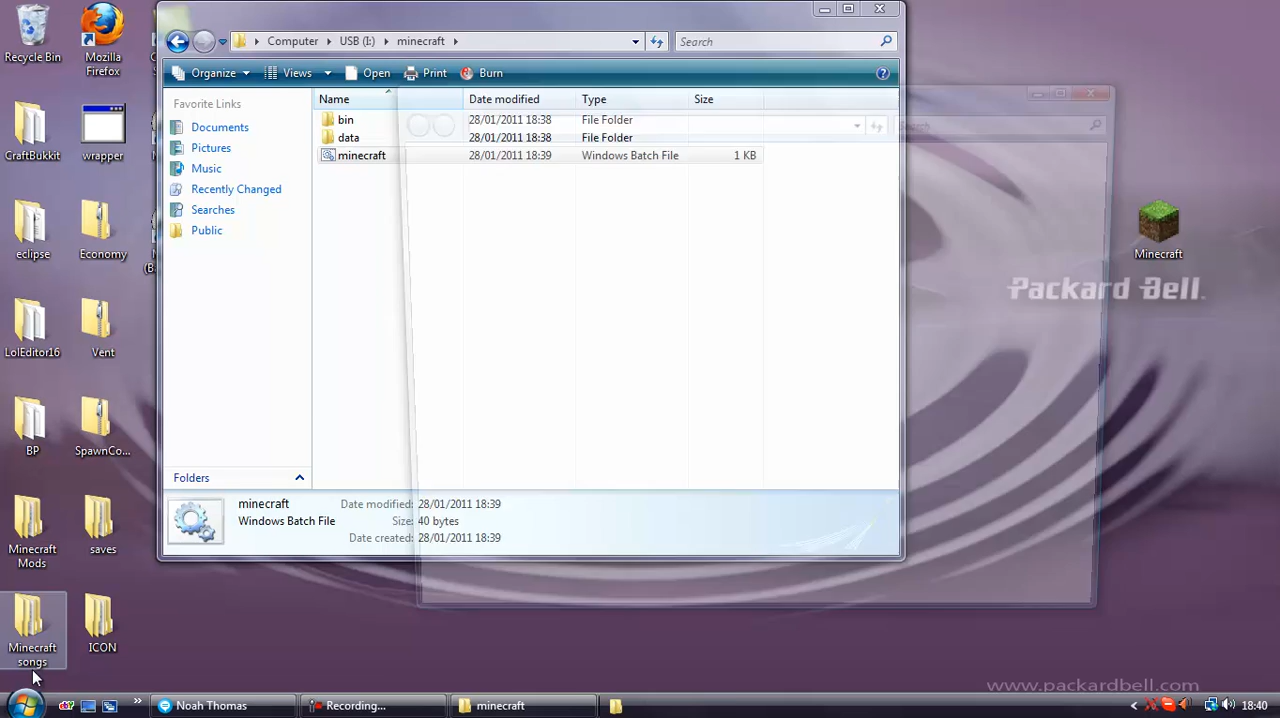 Recycle Bin
Mozilla
Firefox
CraftBukkit
wrapper
eclipse
Economy
LolEditor16
Vent
BP
SpawnCo...
Minecraft
Mods
saves
Minecraft
songs
ICON
Computer
USB (I:)
minecraft
Search
Organize
Views
Open
Print
Burn
Favorite Links
Documents
Pictures
Music
Recently Changed
Searches
Public
Folders
Name
Date modified
Type
Size
bin
28/01/2011 18:38
File Folder
data
28/01/2011 18:38
File Folder
minecraft
28/01/2011 18:39
Windows Batch File
1 KB
minecraft
Windows Batch File
Date modified: 28/01/2011 18:39
Size: 40 bytes
Date created: 28/01/2011 18:39
Search
Minecraft
Packard Bell.
www.packardbell.com
Noah Thomas
Recording...
minecraft
18:40